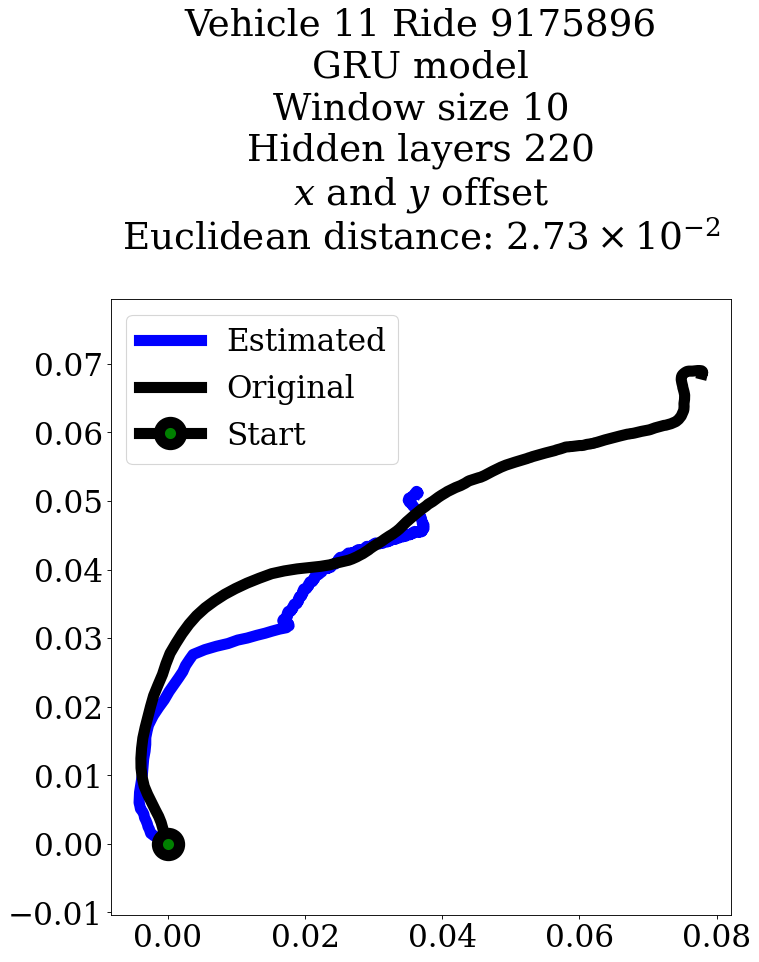 Vehicle 11 Ride 9175896
GRU model
Window size 10
Hidden layers 220
x and y offset
Euclidean distance: 2.73 × 10⁻²
Estimated
Original
Start
0.07
0.06
0.05
0.04
0.03
0.02
0.01
0.00
−0.01
0.00 0.02 0.04 0.06 0.08